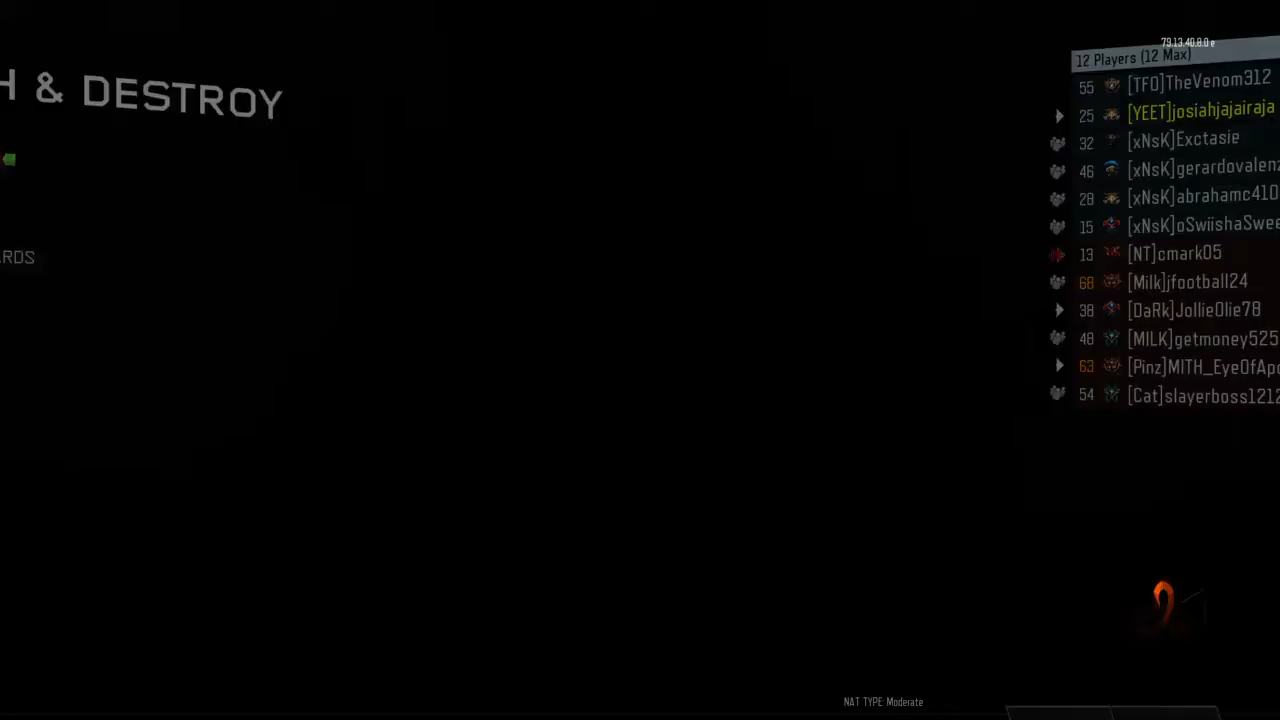 79.13.40.8.0 e
12 Players (12 Max)
H & DESTROY
55 [TFO]TheVenom312
25 [YEET]josiahjajairaja
32 [xNsK]Exctasie
46 [xNsK]gerardovalenz
28 [xNsK]abrahamc410
15 [xNsK]oSwiishaSwee
RDS
13 [NT]cmark05
68 [Milk]jfootball24
38 [DaRk]JollieOlie78
48 [MILK]getmoney525
63 [Pinz]MITH_EyeOfApo
54 [Cat]slayerboss1212
NAT TYPE: Moderate